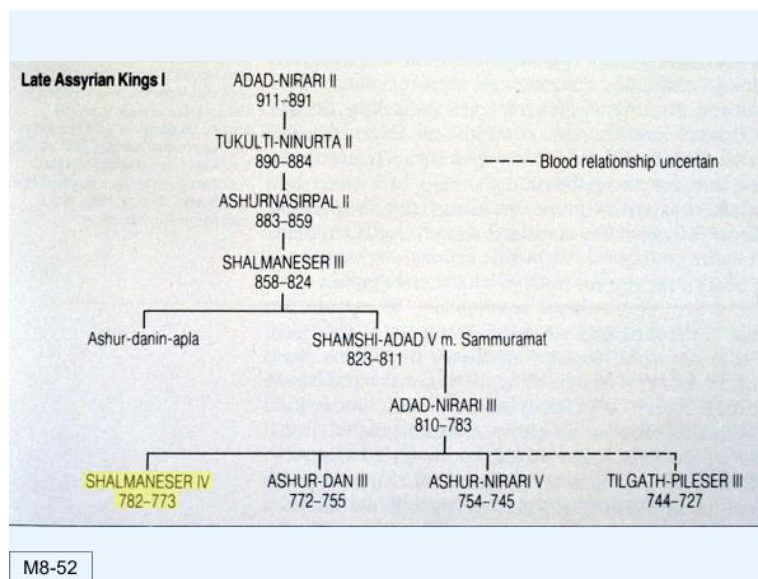 Late Assyrian Kings I
ADAD-NIRARI II
911–891
TUKULTI-NINURTA II
890–884
Blood relationship uncertain
ASHURNASIRPAL II
883–859
SHALMANESER III
858–824
Ashur-danin-apla
SHAMSHI-ADAD V m. Sammuramat
823–811
ADAD-NIRARI III
810–783
SHALMANESER IV
782–773
ASHUR-DAN III
772–755
ASHUR-NIRARI V
754–745
TILGATH-PILESER III
744–727
M8-52